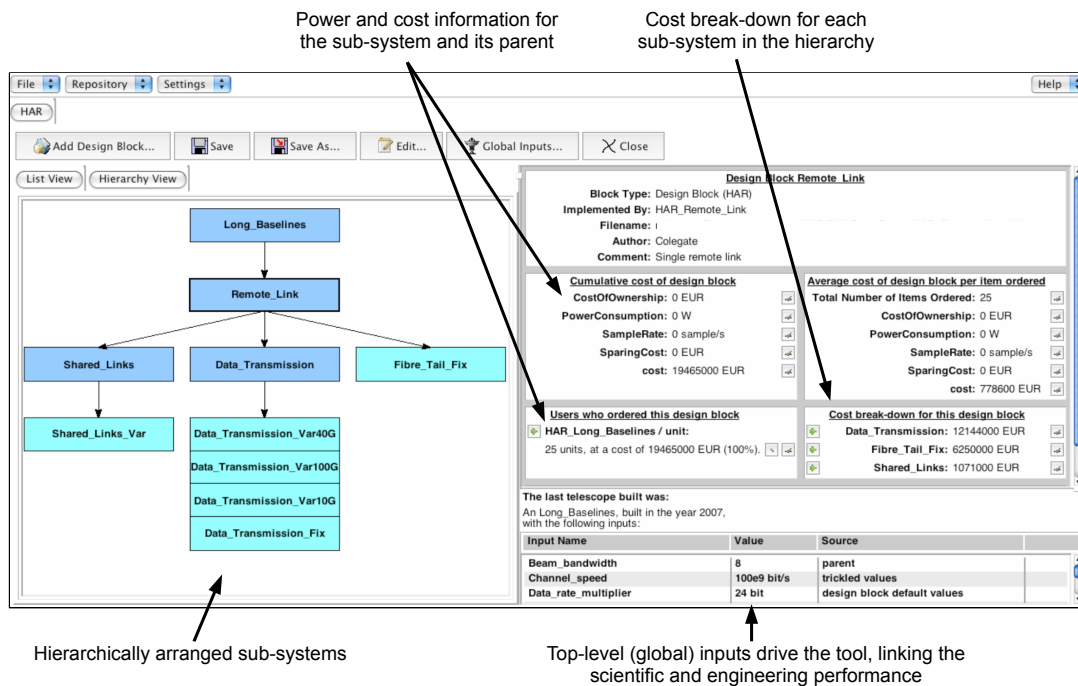 Power and cost information for
the sub-system and its parent
Cost break-down for each
sub-system in the hierarchy
File Repository Settings Help
HAR
Add Design Block... Save Save As... Edit... Global Inputs... Close
List View Hierarchy View
Long_Baselines
Remote_Link
Shared_Links Data_Transmission Fibre_Tail_Fix
Shared_Links_Var Data_Transmission_Var40G
Data_Transmission_Var100G
Data_Transmission_Var10G
Data_Transmission_Fix
Design Block Remote_Link
Block Type: Design Block (HAR)
Implemented By: HAR_Remote_Link
Filename:
Author: Colegate
Comment: Single remote link
Cumulative cost of design block
CostOfOwnership: 0 EUR
PowerConsumption: 0 W
SampleRate: 0 sample/s
SparingCost: 0 EUR
cost: 19465000 EUR
Average cost of design block per item ordered
Total Number of Items Ordered: 25
CostOfOwnership: 0 EUR
PowerConsumption: 0 W
SampleRate: 0 sample/s
SparingCost: 0 EUR
cost: 778600 EUR
Users who ordered this design block
HAR_Long_Baselines / unit:
25 units, at a cost of 19465000 EUR (100%).
Cost break-down for this design block
Data_Transmission: 12144000 EUR
Fibre_Tail_Fix: 6250000 EUR
Shared_Links: 1071000 EUR
The last telescope built was:
An Long_Baselines, built in the year 2007,
with the following inputs:
Input Name Value Source
Beam_bandwidth 8 parent
Channel_speed 100e9 bit/s trickled values
Data_rate_multiplier 24 bit design block default values
Hierarchically arranged sub-systems
Top-level (global) inputs drive the tool, linking the
scientific and engineering performance